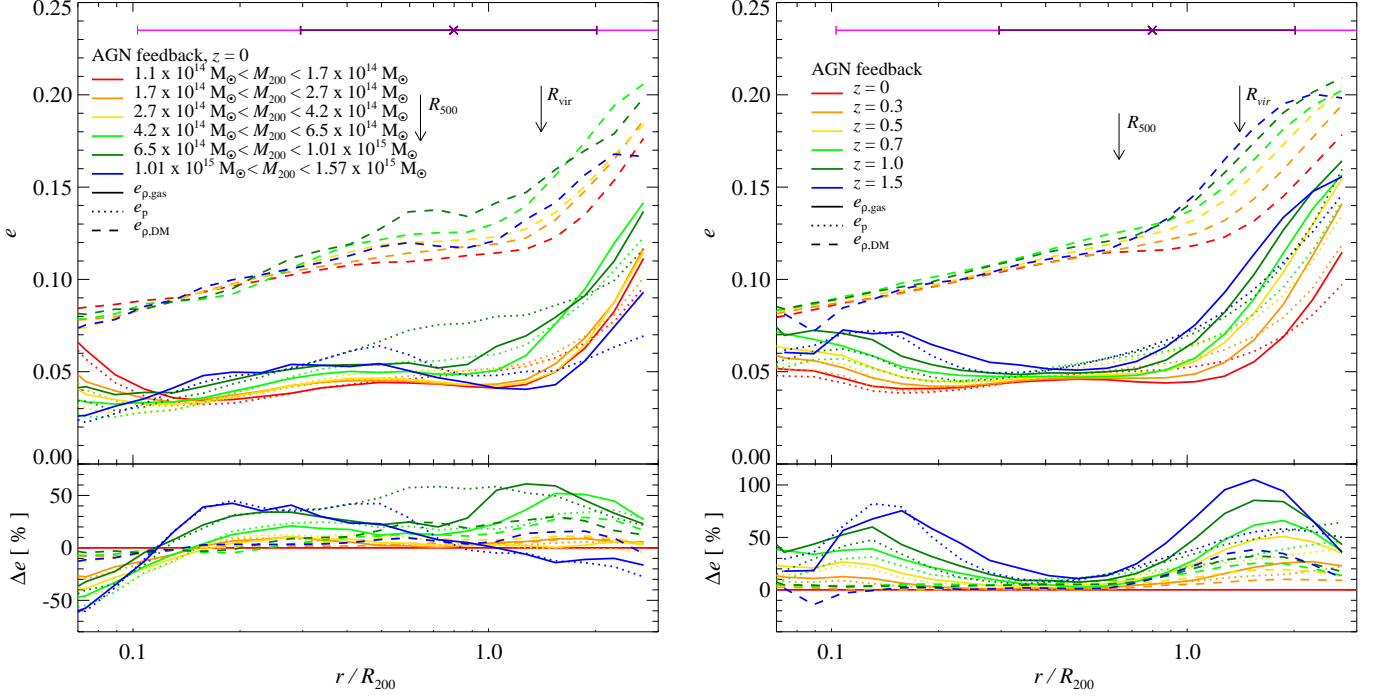 0.25
AGN feedback, z = 0
1.1 x 10^14 M☉ < M200 < 1.7 x 10^14 M☉
1.7 x 10^14 M☉ < M200 < 2.7 x 10^14 M☉
2.7 x 10^14 M☉ < M200 < 4.2 x 10^14 M☉
4.2 x 10^14 M☉ < M200 < 6.5 x 10^14 M☉
6.5 x 10^14 M☉ < M200 < 1.01 x 10^15 M☉
1.01 x 10^15 M☉ < M200 < 1.57 x 10^15 M☉
eρ,gas
ep
eρ,DM
R500
Rvir
0.20
0.15
e
0.10
0.05
0.00
50
0
-50
Δe [ % ]
0.1
1.0
r / R200
0.25
AGN feedback
z = 0
z = 0.3
z = 0.5
z = 0.7
z = 1.0
z = 1.5
eρ,gas
ep
eρ,DM
R500
Rvir
0.20
0.15
e
0.10
0.05
0.00
100
50
0
Δe [ % ]
0.1
1.0
r / R200